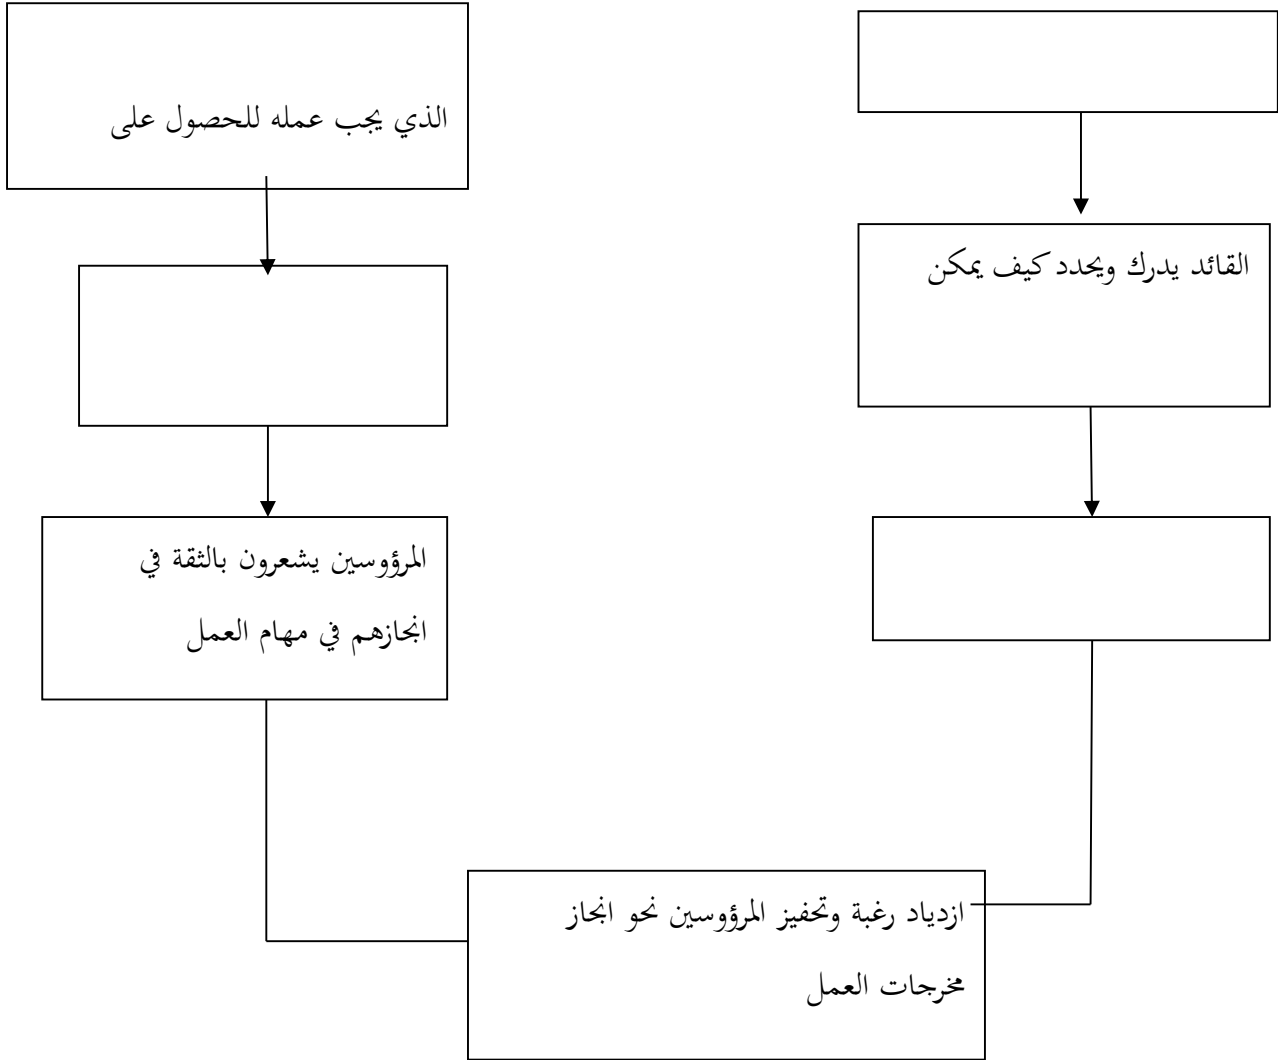 الذي يجب عمله للحصول على
القائد يدرك ويحدد كيف يمكن
المرؤوسين يشعرون بالثقة في
انجازهم في مهام العمل
ازدياد رغبة وتحفيز المرؤوسين نحو انجاز
مخرجات العمل